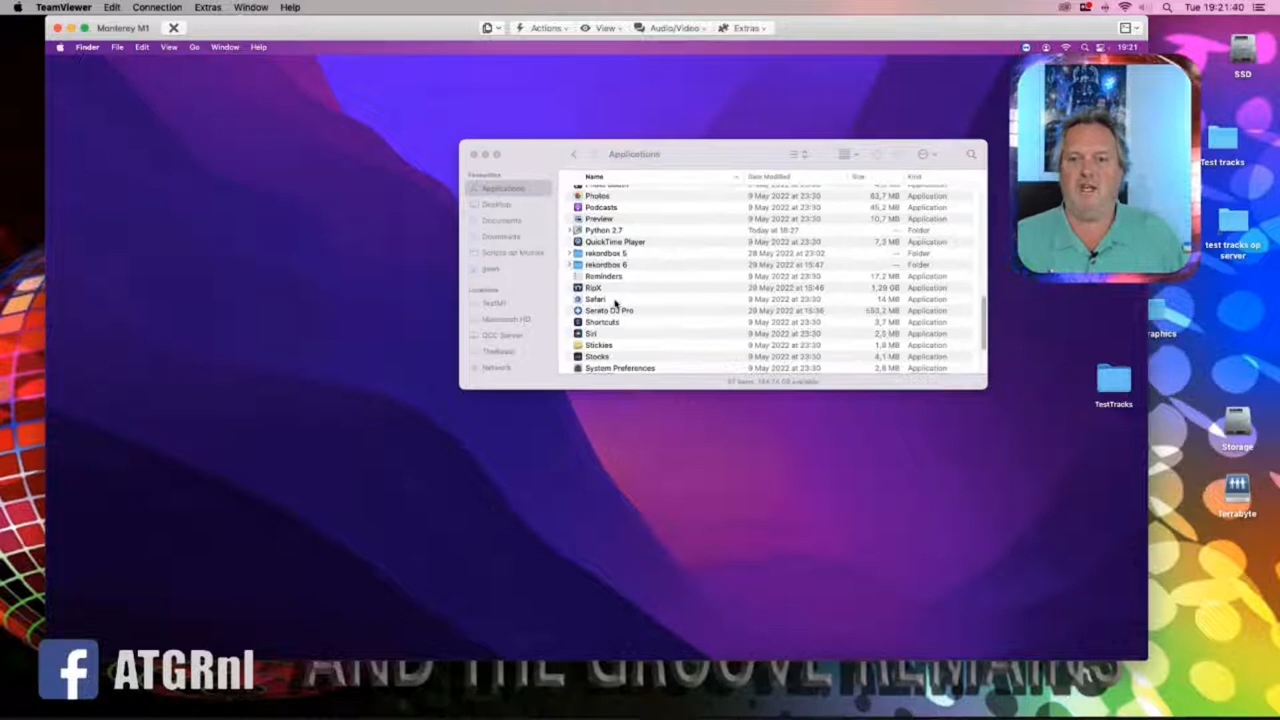 TeamViewer Edit Connection Extras Window Help Tue 19:21:40
Monterey M1 Actions View Audio/Video Extras
Finder File Edit View Go Window Help 19:21
SSD
Test tracks
test tracks op
server
TestTracks
Storage
Terrabyte
Applications
Favourites
Applications
Desktop
Documents
Downloads
Scripts op Movies
Locations
Macintosh HD
QCC Server
Network
Name Date Modified Size Kind
Photos 9 May 2022 at 23:30 63,7 MB Application
Podcasts 9 May 2022 at 23:30 45,2 MB Application
Preview 9 May 2022 at 23:30 10,7 MB Application
Python 2.7 Today at 18:27 -- Folder
QuickTime Player 9 May 2022 at 23:30 7,3 MB Application
rekordbox 5 28 May 2022 at 23:02 -- Folder
rekordbox 6 29 May 2022 at 15:47 -- Folder
Reminders 9 May 2022 at 23:30 17,2 MB Application
RipX 29 May 2022 at 15:46 1,29 GB Application
Safari 9 May 2022 at 23:30 14 MB Application
Serato DJ Pro 29 May 2022 at 15:36 553,2 MB Application
Shortcuts 9 May 2022 at 23:30 3,7 MB Application
Siri 9 May 2022 at 23:30 2,5 MB Application
Stickies 9 May 2022 at 23:30 1,8 MB Application
Stocks 9 May 2022 at 23:30 4,1 MB Application
System Preferences 9 May 2022 at 23:30 2,8 MB Application
ATGRnl
AND THE GROOVE REMAINS